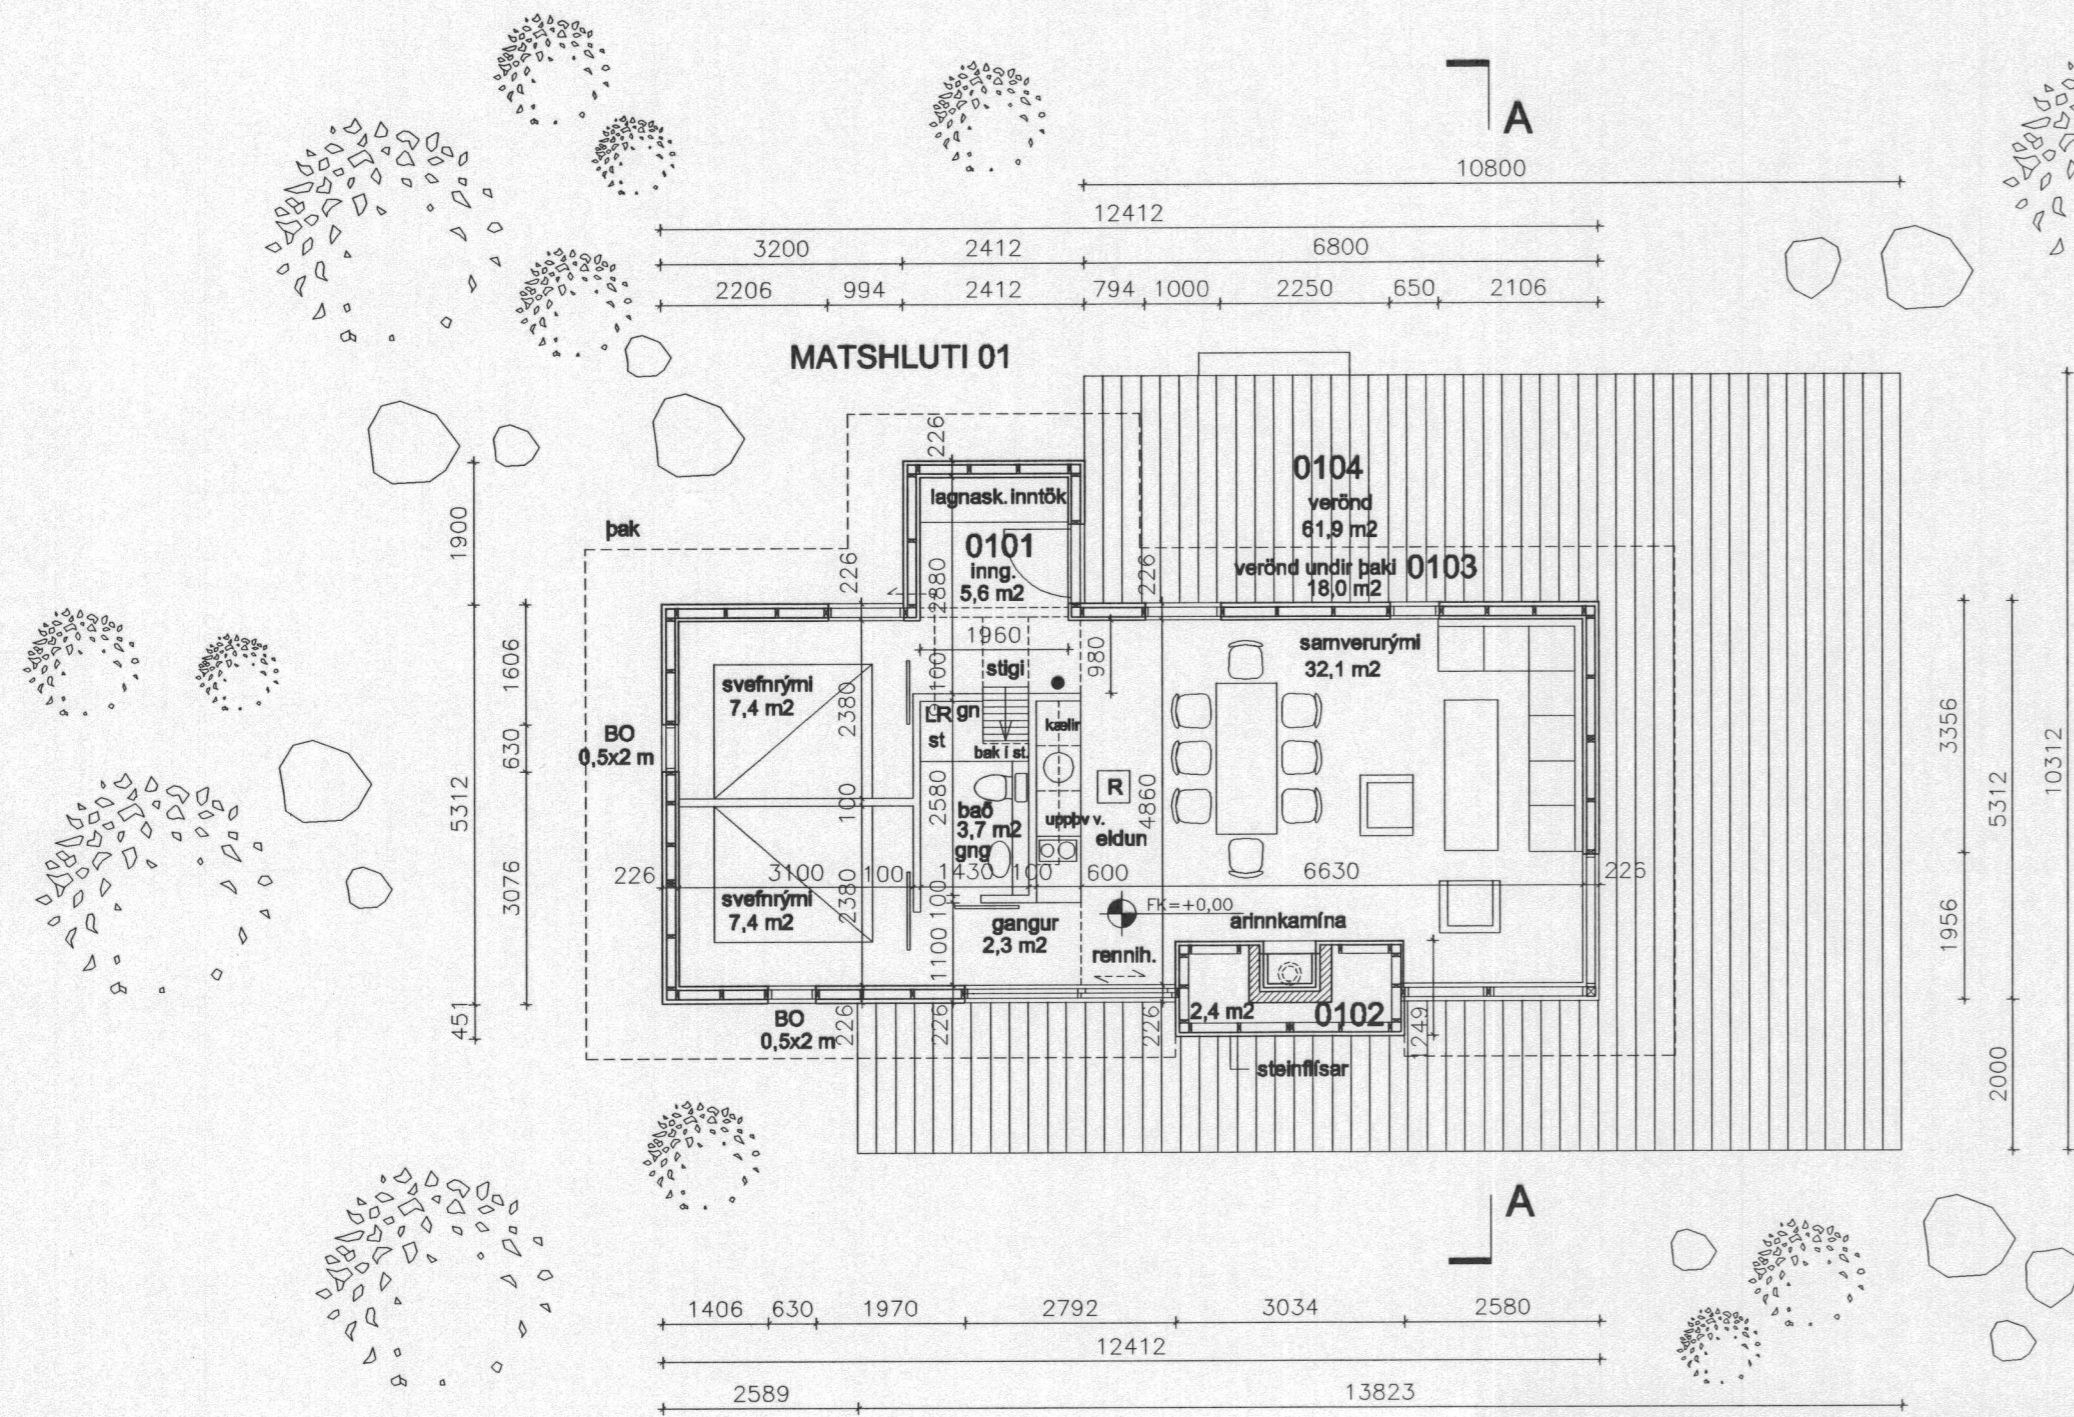 A
10800
12412
3200 2412 6800
2206 994 2412 794 1000 2250 650 2106
MATSHLUTI 01
226
0104
verönd
61,9 m2
lagnask. inntök
1900
þak
0101
inng.
5,6 m2
226
2880
226
verönd undir þaki 0103
18,0 m2
1960
980
100
stigi
samverurými
32,1 m2
1606
svefnrými
7,4 m2
2380
LR gn
st
kælir
bak í st.
BO
0,5x2 m
630
3356
10312
5312
5312
100
2580
bað
3,7 m2
gng
R
4860
uppþv v.
eldun
226 3100 100 1430 100 600 6630 226
3076
svefnrými
7,4 m2
2380
100
FK=+0,00
arinnkamína
1956
gangur
2,3 m2
1100
rennih.
451
BO
0,5x2 m
226
226
226
2,4 m2
0102
249
steinflísar
2000
A
1406 630 1970 2792 3034 2580
12412
2589 13823